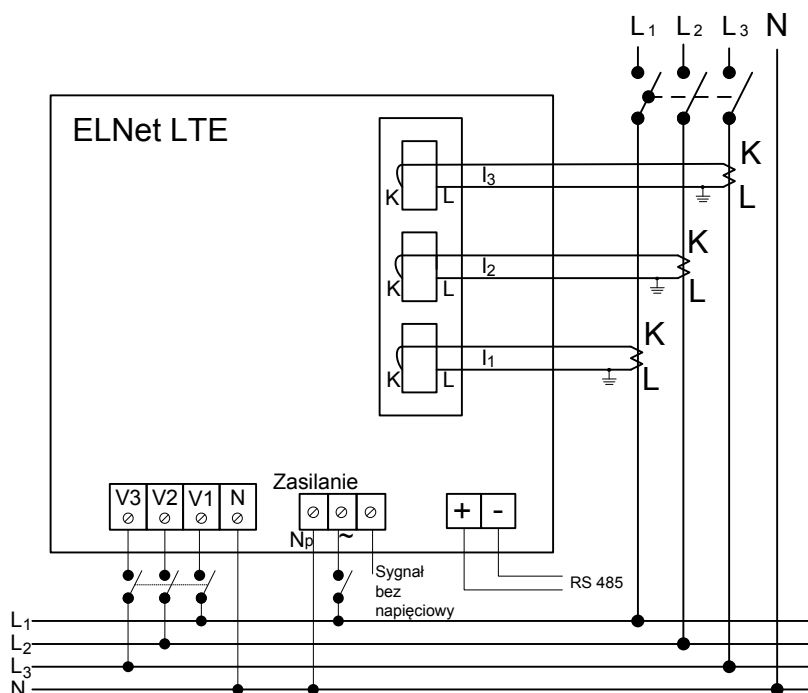 L1 L2 L3 N
ELNet LTE
K
K I3 L
L
K
K I2 L
L
K
K I1 L
L
V3 V2 V1 N
Zasilanie
+ -
Np ~
Sygnał
bez
napięciowy
RS 485
L1
L2
L3
N